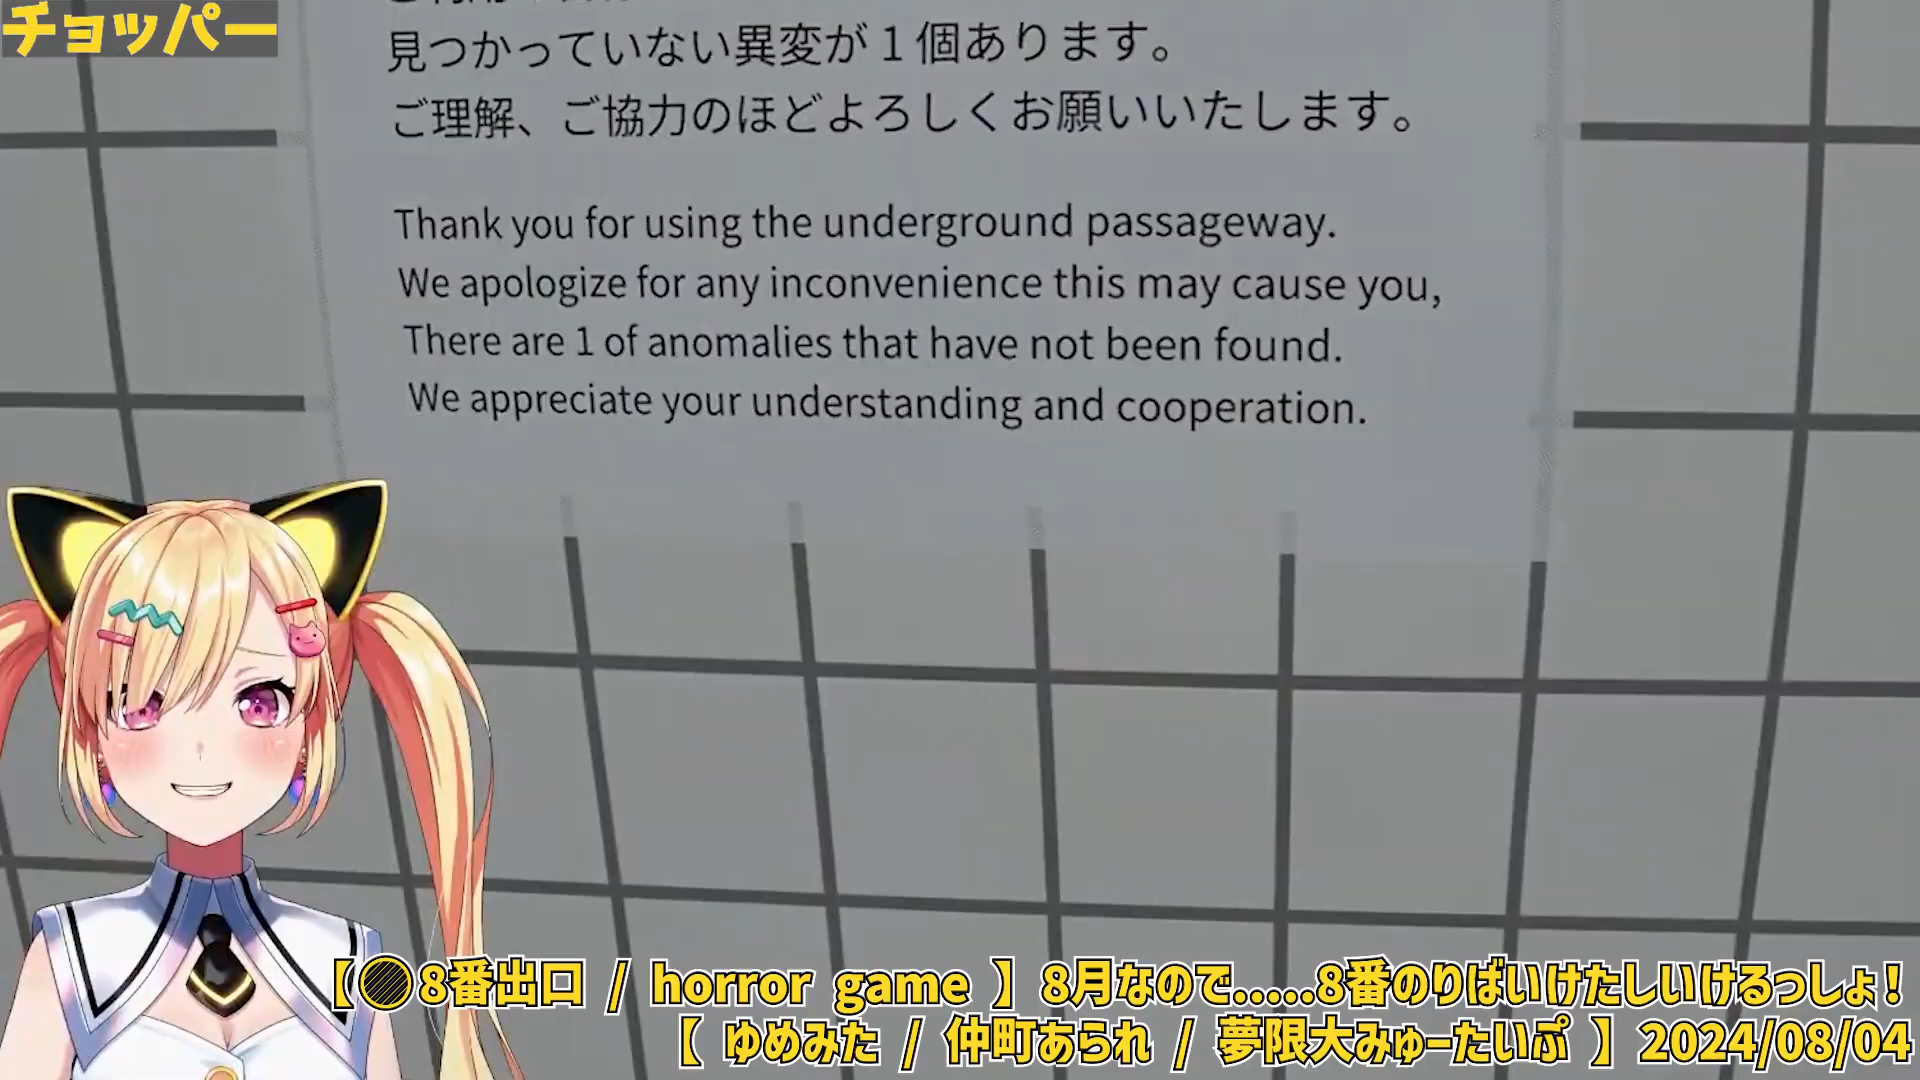 チョッパー
見つかっていない異変が1個あります。
ご理解、ご協力のほどよろしくお願いいたします。
Thank you for using the underground passageway.
We apologize for any inconvenience this may cause you,
There are 1 of anomalies that have not been found.
We appreciate your understanding and cooperation.
【●8番出口 / horror game 】8月なので.....8番のりばいけたしいけるっしょ!
【 ゆめみた / 仲町あられ / 夢限大みゅーたいぷ 】2024/08/04